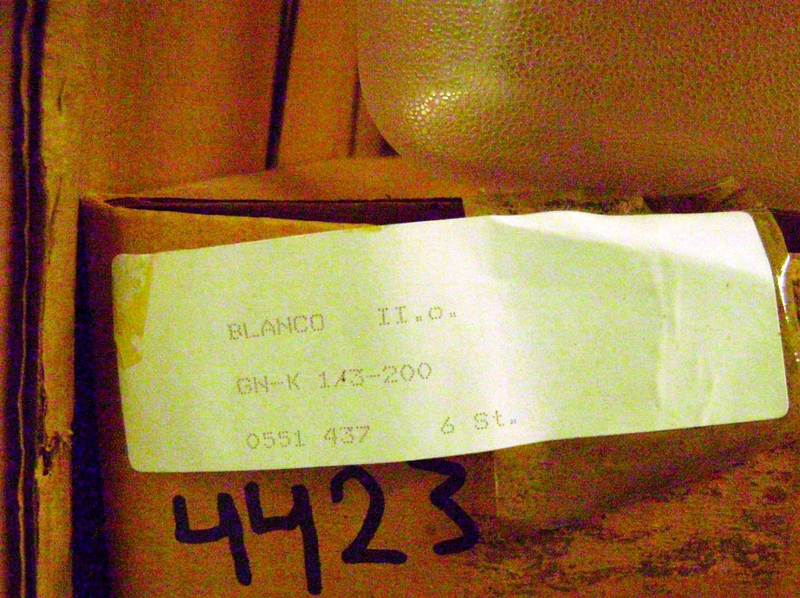 BLANCO II.o.
GN-K 1/3-200
0551 437 6 St.
4423